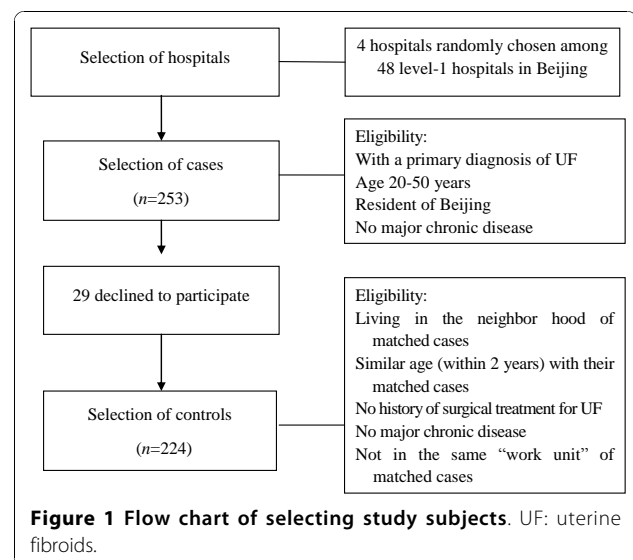 Selection of hospitals
4 hospitals randomly chosen among
48 level-1 hospitals in Beijing
Selection of cases
(n=253)
Eligibility:
With a primary diagnosis of UF
Age 20-50 years
Resident of Beijing
No major chronic disease
29 declined to participate
Eligibility:
Living in the neighbor hood of
matched cases
Similar age (within 2 years) with their
matched cases
No history of surgical treatment for UF
No major chronic disease
Not in the same “work unit” of
matched cases
Selection of controls
(n=224)
Figure 1 Flow chart of selecting study subjects. UF: uterine
fibroids.